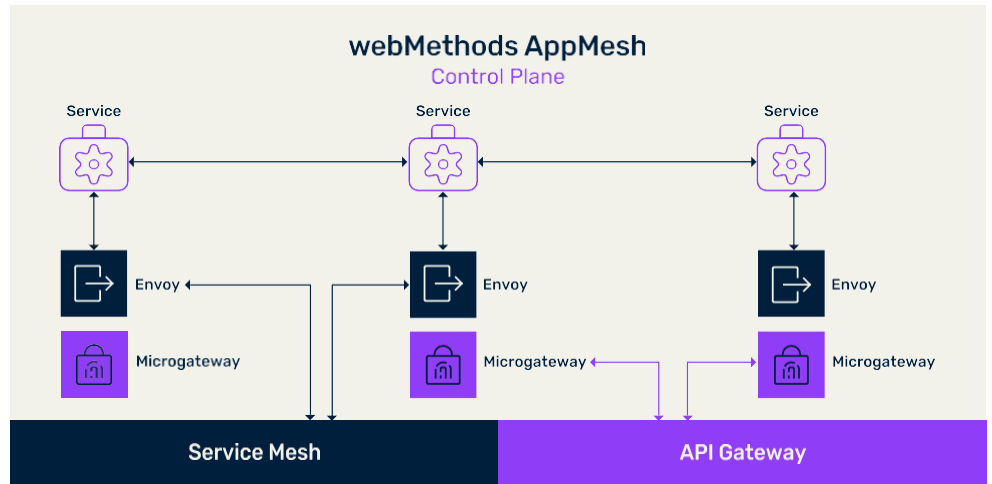 webMethods AppMesh
Control Plane
Service
Service
Service
Envoy
Envoy
Envoy
Microgateway
Microgateway
Microgateway
Service Mesh
API Gateway